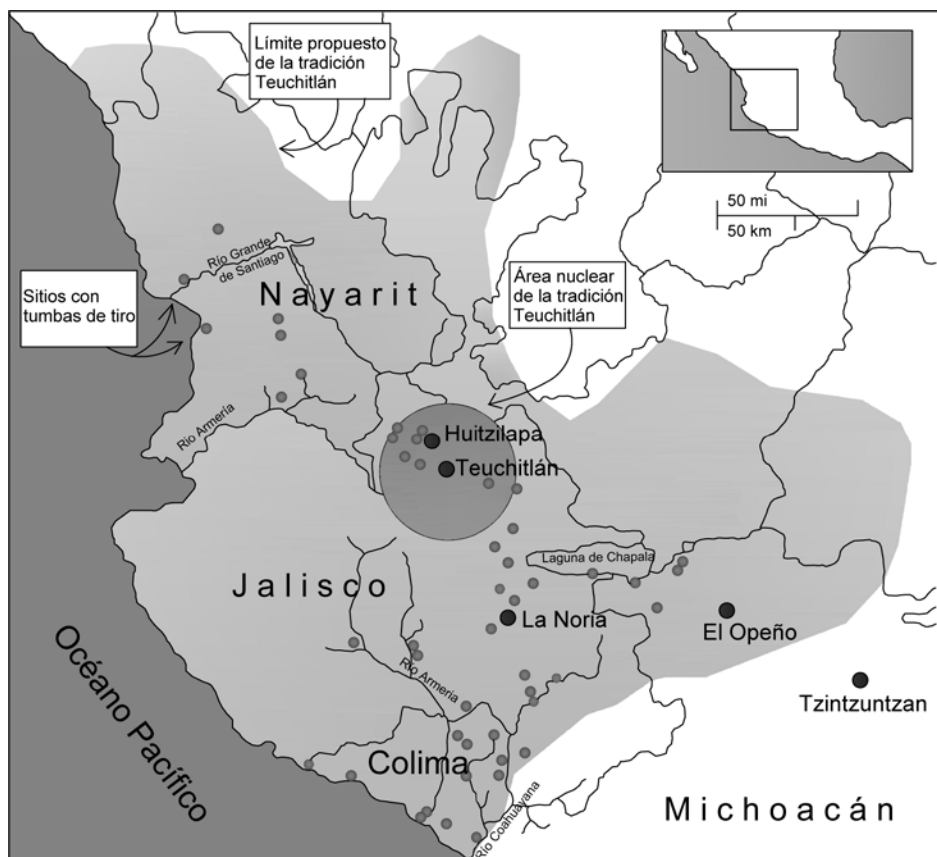 Límite propuesto
de la tradición
Teuchitlán
50 mi
50 km
Río Grande
de Santiago
Área nuclear
de la tradición
Teuchitlán
Sitios con
tumbas de tiro
Nayarit
Río Armería
Huitzilapa
Teuchitlán
Laguna de Chapala
Jalisco
La Noria
El Opeño
Río Armería
Tzintzuntzan
Océano Pacífico
Colima
Río Coahuayana
Michoacán